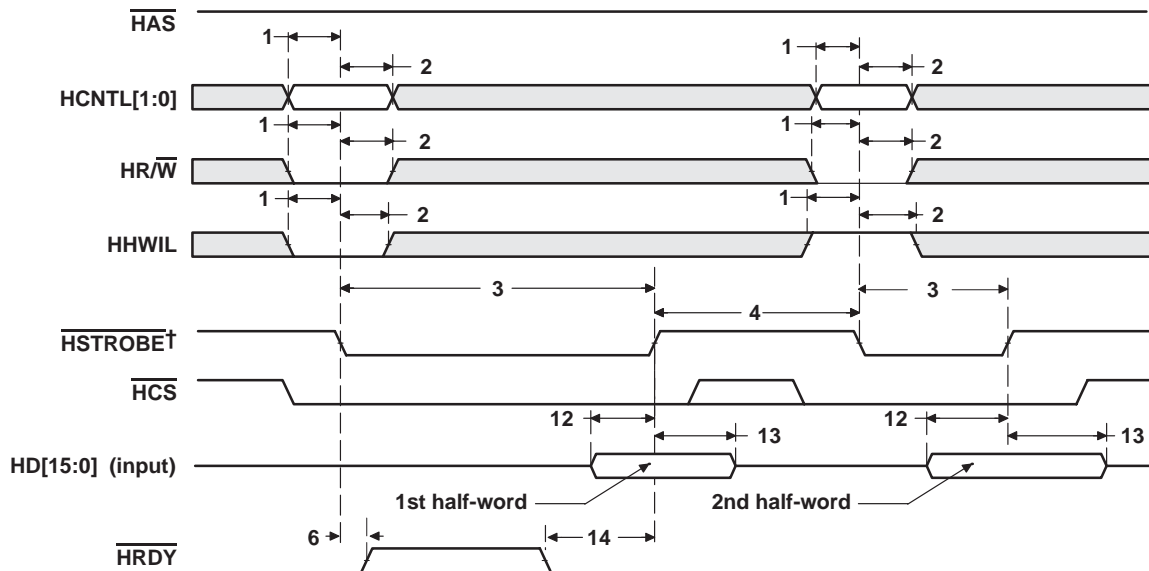 HAS
1 1
2 2
HCNTL[1:0]
1 1
2 2
HR/W
1 1
2 2
HHWIL
3 3
4
HSTROBE†
HCS
12 12
13 13
HD[15:0] (input)
1st half-word 2nd half-word
6 14
HRDY